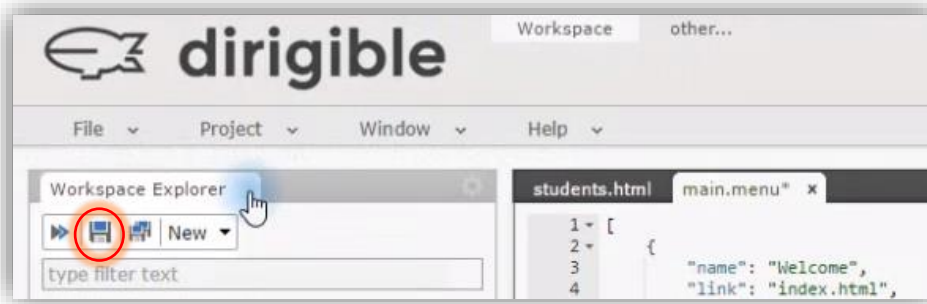 dirigible
Workspace other...
File Project Window Help
Workspace Explorer
New
type filter text
students.html main.menu* x
1 [
2 {
3 "name": "Welcome",
4 "link": "index.html",